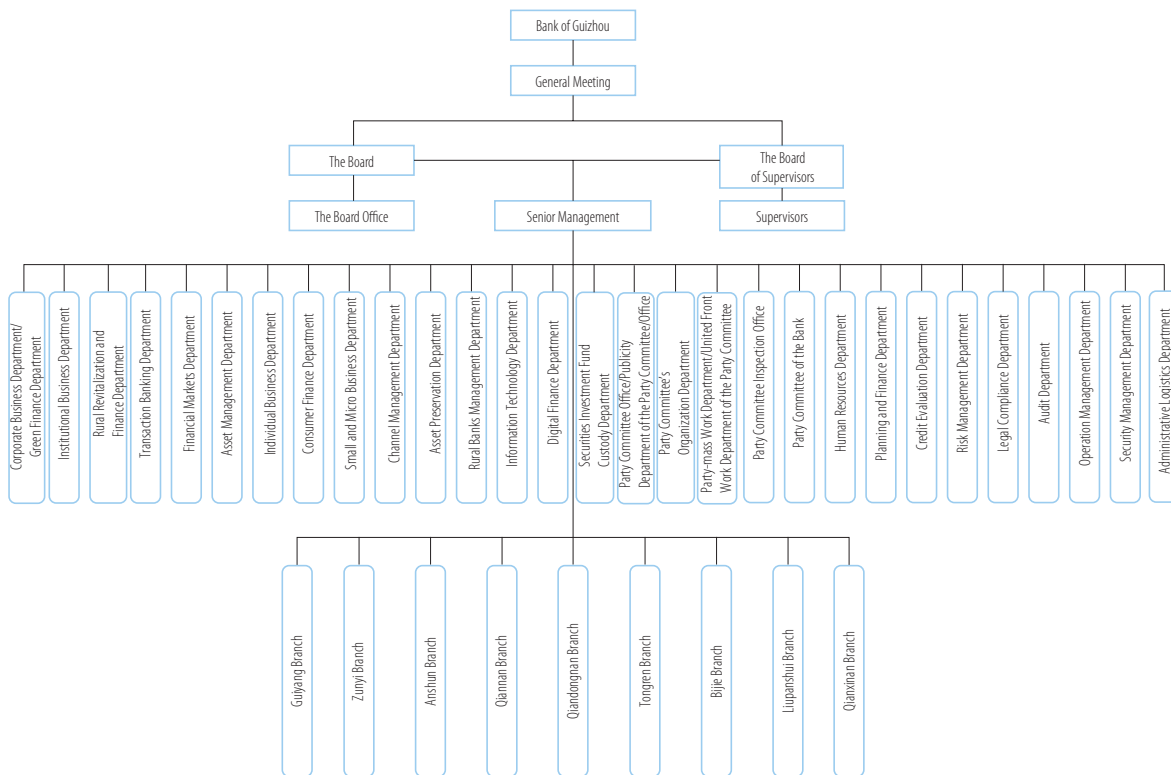 Bank of Guizhou
General Meeting
The Board
The Board
of Supervisors
The Board Office
Senior Management
Supervisors
Corporate Business Department/
Green Finance Department
Institutional Business Department
Rural Revitalization and
Finance Department
Transaction Banking Department
Financial Markets Department
Asset Management Department
Individual Business Department
Consumer Finance Department
Small and Micro Business Department
Channel Management Department
Asset Preservation Department
Rural Banks Management Department
Information Technology Department
Digital Finance Department
Securities Investment Fund
Custody Department
Party Committee Office/Publicity
Department of the Party Committee/Office
Party Committee's
Organization Department
Party-mass Work Department/United Front
Work Department of the Party Committee
Party Committee Inspection Office
Party Committee of the Bank
Human Resources Department
Planning and Finance Department
Credit Evaluation Department
Risk Management Department
Legal Compliance Department
Audit Department
Operation Management Department
Security Management Department
Administrative Logistics Department
Guiyang Branch
Zunyi Branch
Anshun Branch
Qiannan Branch
Qiandongnan Branch
Tongren Branch
Bijie Branch
Liupanshui Branch
Qianxinan Branch